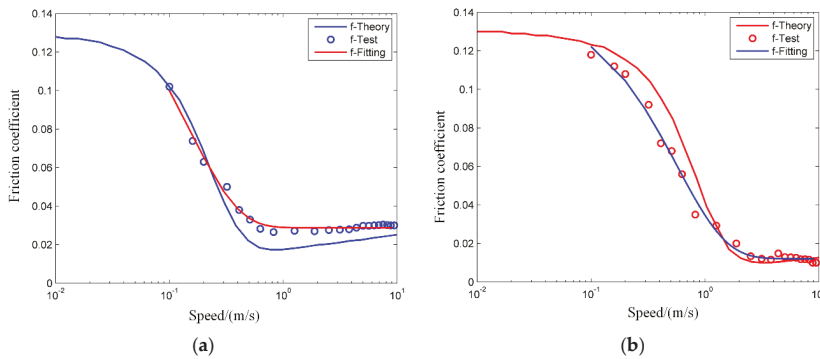 0.14
0.12
0.1
0.08
0.06
0.04
0.02
0
Friction coefficient
10^-2
10^-1
10^0
10^1
Speed/(m/s)
f-Theory
f-Test
f-Fitting
(a)
0.14
0.12
0.1
0.08
0.06
0.04
0.02
0
Friction coefficient
10^-2
10^-1
10^0
10
Speed/(m/s)
f-Theory
f-Test
f-Fitting
(b)